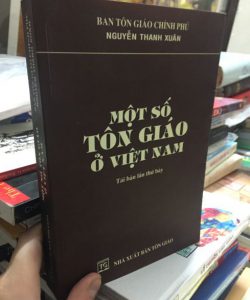 BAN TÔN GIÁO CHÍNH PHỦ
NGUYỄN THANH XUÂN
MỘT SỐ
TÔN GIÁO
Ở VIỆT NAM
Tái bản lần thứ bảy
NHÀ XUẤT BẢN TÔN GIÁO